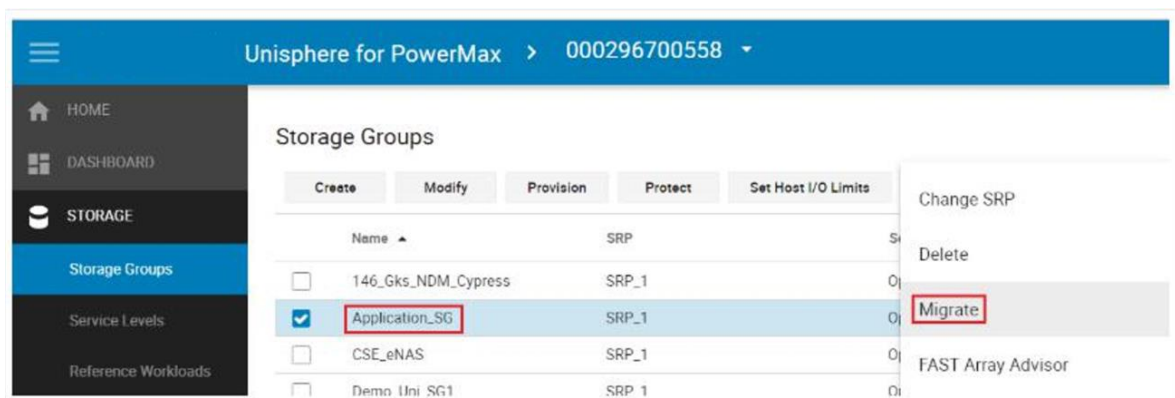 Unisphere for PowerMax > 000296700558
HOME
DASHBOARD
STORAGE
Storage Groups
Service Levels
Reference Workloads
Storage Groups
Create Modify Provision Protect Set Host I/O Limits
Name SRP
146_Gks_NDM_Cypress SRP_1
Application_SG SRP_1
CSE_eNAS SRP_1
Demo_Uni_SG1 SRP_1
Change SRP
Delete
Migrate
FAST Array Advisor